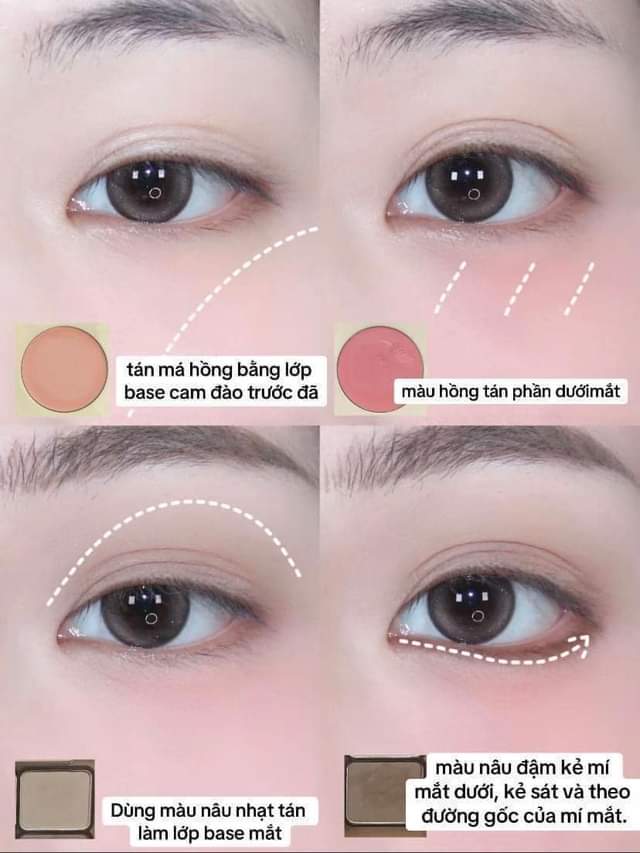 tán má hồng bằng lớp
base cam đào trước đã
màu hồng tán phần dướimắt
Dùng màu nâu nhạt tán
làm lớp base mắt
màu nâu đậm kẻ mí
mắt dưới, kẻ sát và theo
đường gốc của mí mắt.